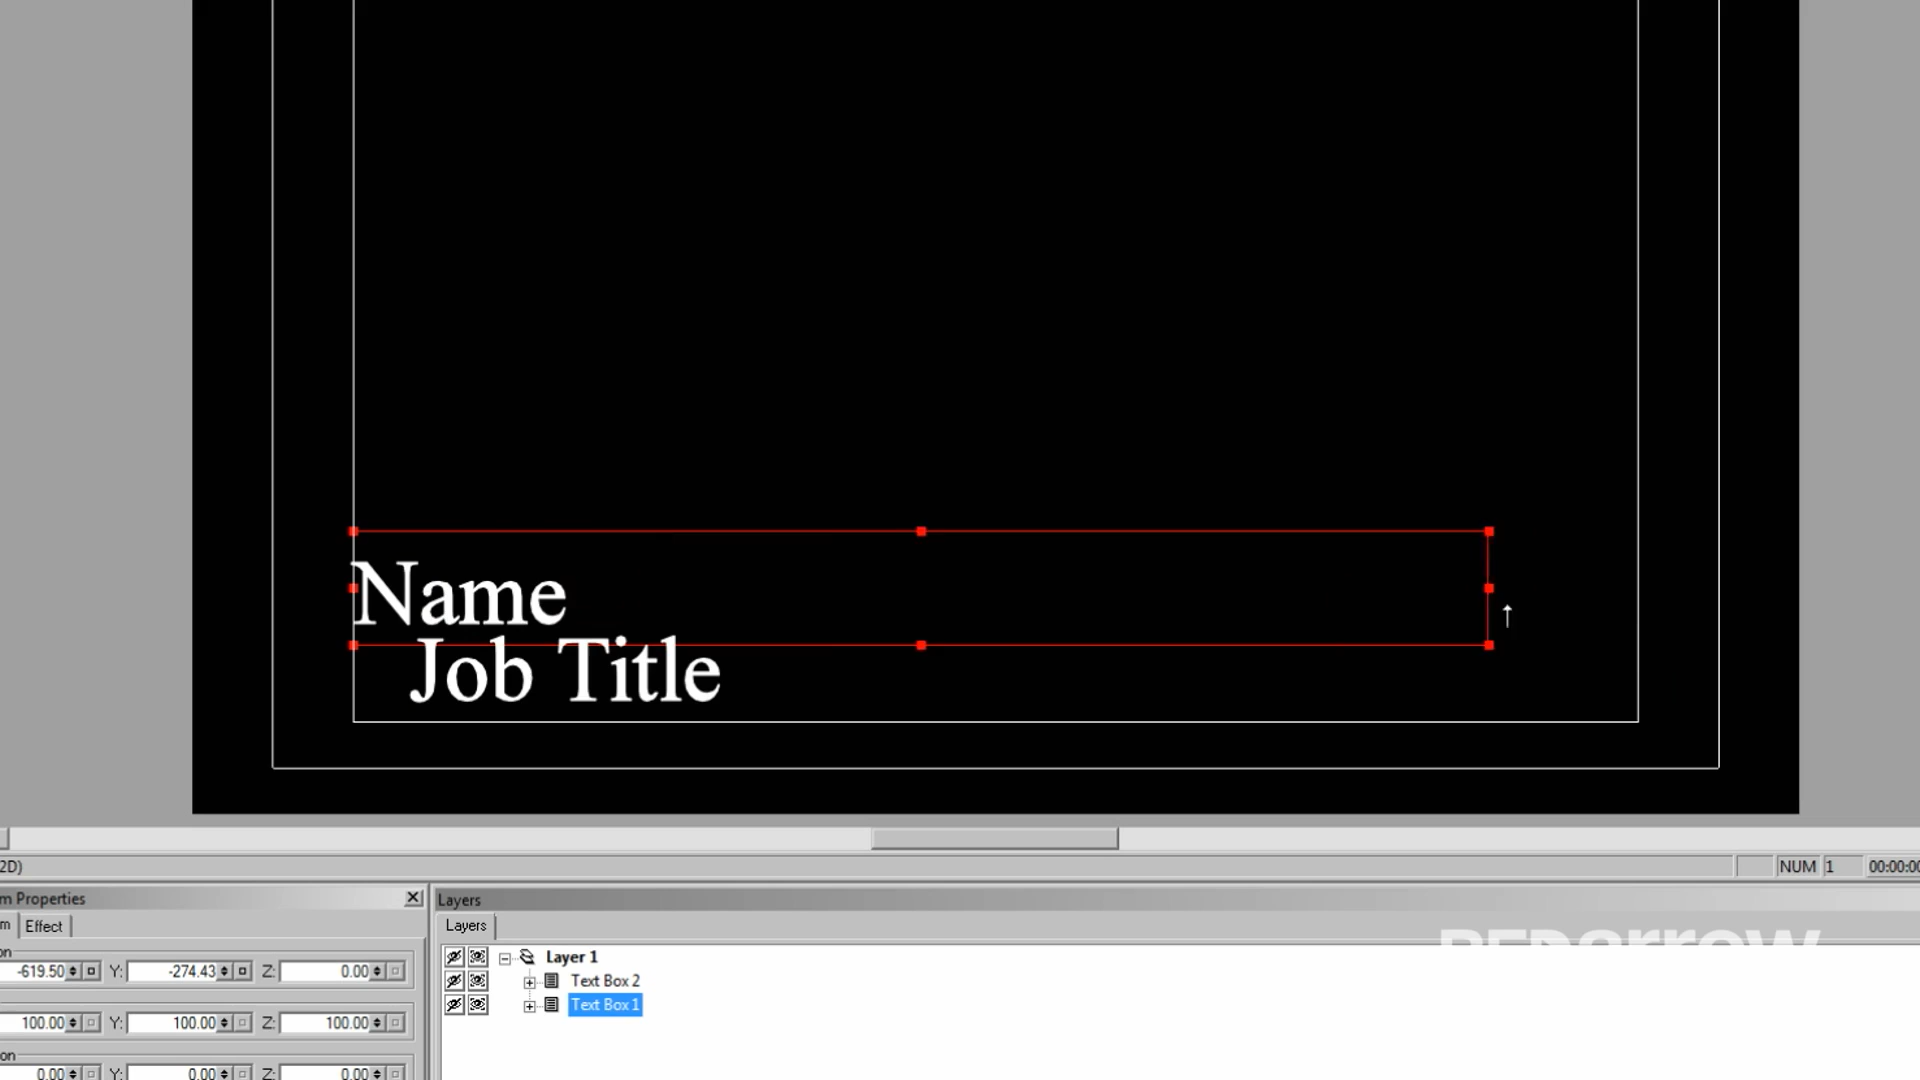 Name
Job Title
2D)
NUM 1 00:00:00
m Properties
m Effect
on
-619.50 Y: -274.43 Z: 0.00
100.00 Y: 100.00 Z: 100.00
on
0.00 Y: 0.00 Z: 0.00
Layers
Layers
Layer 1
Text Box 2
Text Box 1
REDarrow